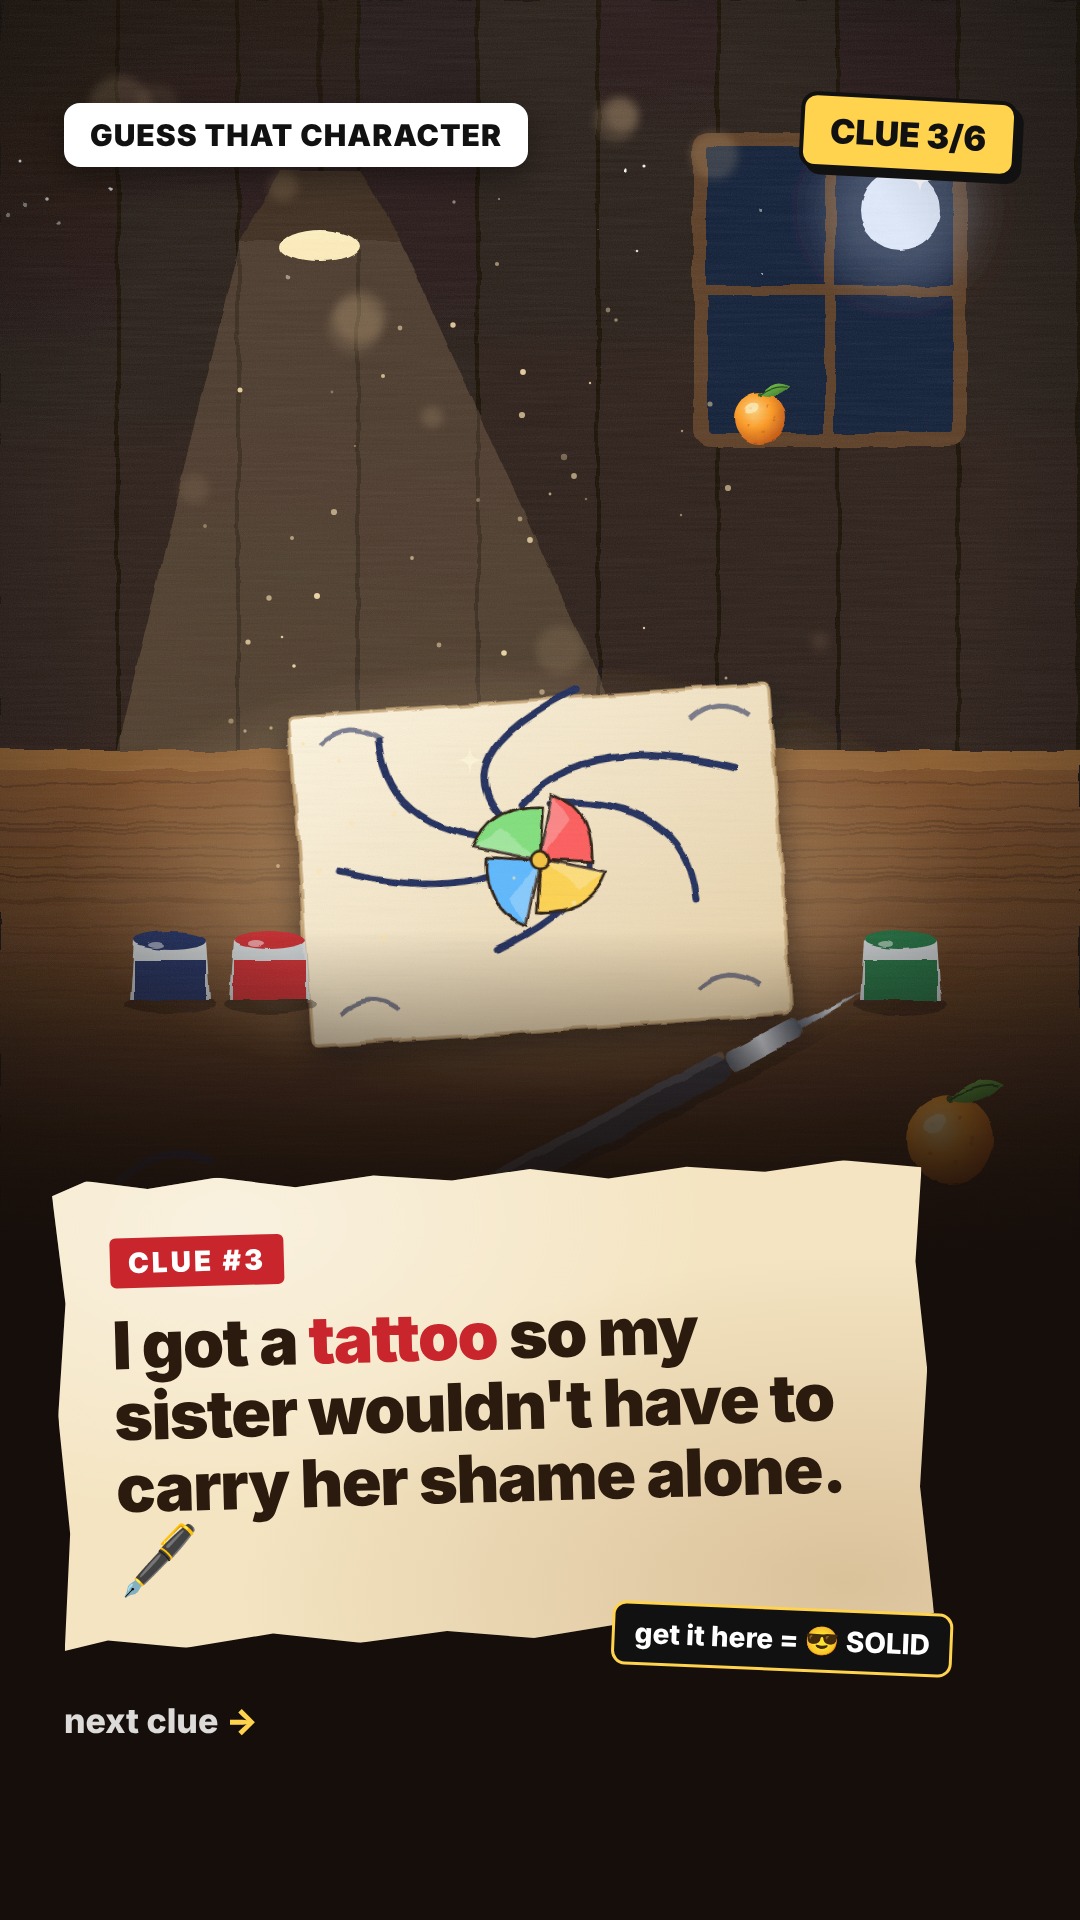 GUESS THAT CHARACTER
CLUE 3/6
CLUE #3
I got a tattoo so my
sister wouldn't have to
carry her shame alone.
🖋️
get it here = 😎 SOLID
next clue →